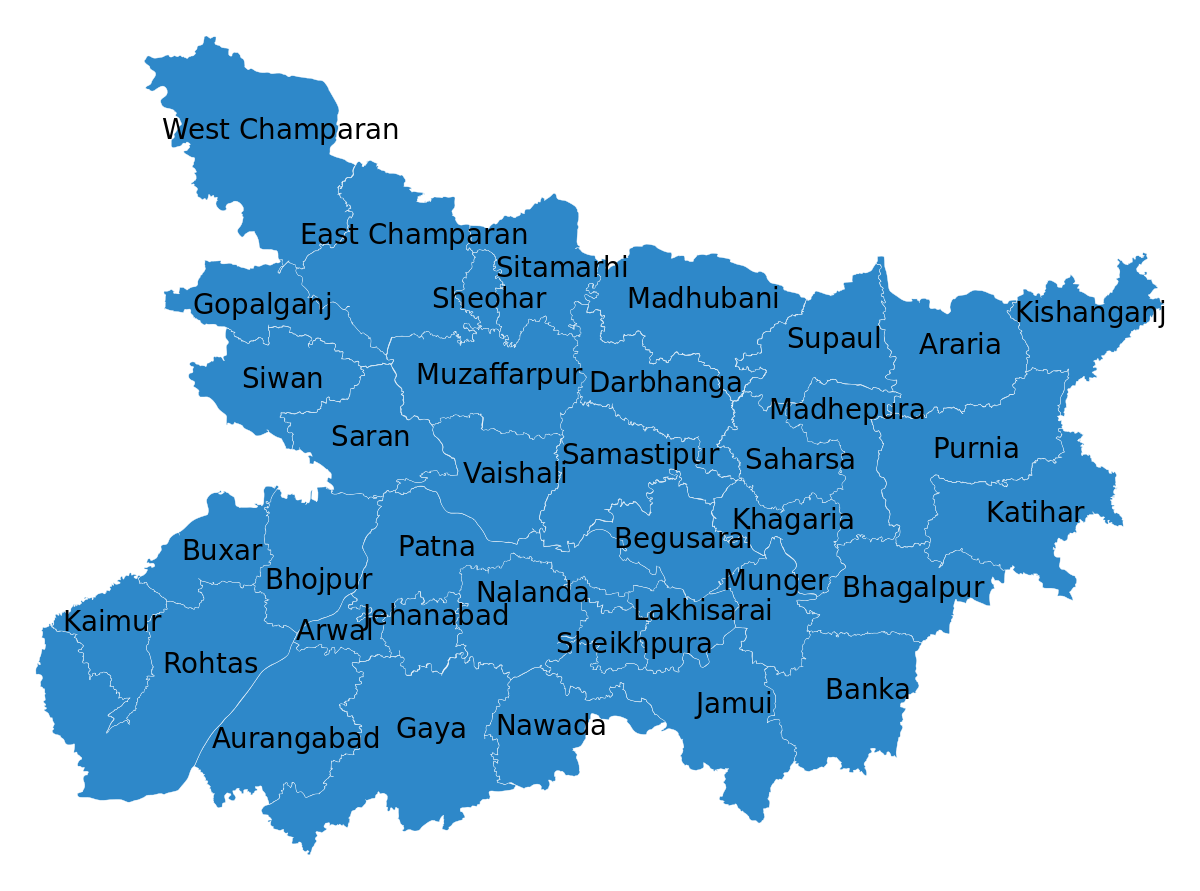 West Champaran
East Champaran
Sitamarhi
Sheohar
Madhubani
Gopalganj
Kishanganj
Supaul
Araria
Siwan
Muzaffarpur
Darbhanga
Madhepura
Saran
Purnia
Samastipur
Saharsa
Vaishali
Katihar
Khagaria
Begusarai
Patna
Buxar
Bhojpur
Munger
Bhagalpur
Nalanda
Lakhisarai
Jehanabad
Kaimur
Arwal
Sheikhpura
Rohtas
Banka
Jamui
Nawada
Gaya
Aurangabad